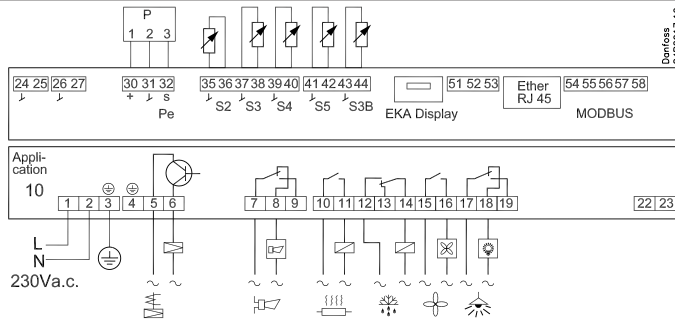 P
1 2 3
Danfoss
24 25 26 27 30 31 32 35 36 37 38 39 40 41 42 43 44 51 52 53 Ether RJ 45 54 55 56 57 58
+ s S2 S3 S4 S5 S3B
Pe EKA Display MODBUS
Appli-
cation
10
1 2 3 4 5 6 7 8 9 10 11 12 13 14 15 16 17 18 19 22 23
L
N
230Va.c.